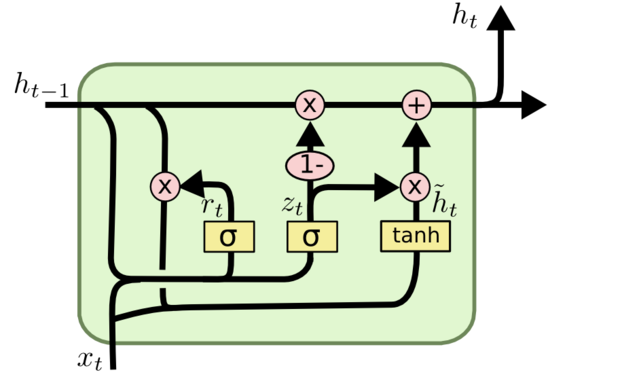 h_t
h_{t-1}
x +
1-
x r_t z_t x h̃_t
σ σ tanh
x_t